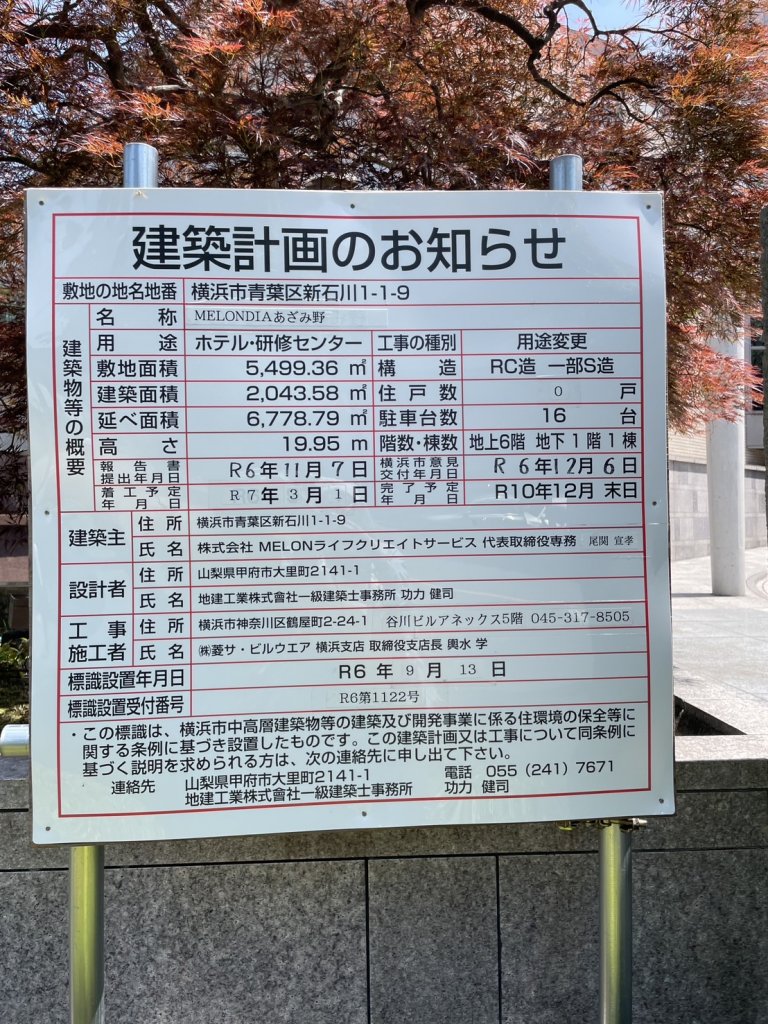 建築計画のお知らせ
敷地の地名地番 横浜市青葉区新石川1-1-9
建築物等の概要
名称 MELONDIAあざみ野
用途 ホテル・研修センター 工事の種別 用途変更
敷地面積 5,499.36 ㎡ 構造 RC造 一部S造
建築面積 2,043.58 ㎡ 住戸数 0 戸
延べ面積 6,778.79 ㎡ 駐車台数 16 台
高さ 19.95 m 階数・棟数 地上6階 地下1階1棟
報告書提出年月日 R6年11月7日 横浜市意見交付年月日 R6年12月6日
着工予定年月日 R7年3月1日 完了予定年月日 R10年12月 末日
建築主 住所 横浜市青葉区新石川1-1-9
氏名 株式会社 MELONライフクリエイトサービス 代表取締役専務 尾関 宣孝
設計者 住所 山梨県甲府市大里町2141-1
氏名 地建工業株式會社一級建築士事務所 功力 健司
工事施工者 住所 横浜市神奈川区鶴屋町2-24-1 谷川ビルアネックス5階 045-317-8505
氏名 ㈱菱サ・ビルウエア 横浜支店 取締役支店長 輿水 学
標識設置年月日 R6年 9月 13日
標識設置受付番号 R6第1122号
・この標識は、横浜市中高層建築物等の建築及び開発事業に係る住環境の保全等に
関する条例に基づき設置したものです。この建築計画又は工事について同条例に
基づく説明を求められる方は、次の連絡先に申し出て下さい。
連絡先 山梨県甲府市大里町2141-1 電話 055（241）7671
地建工業株式會社一級建築士事務所 功力 健司